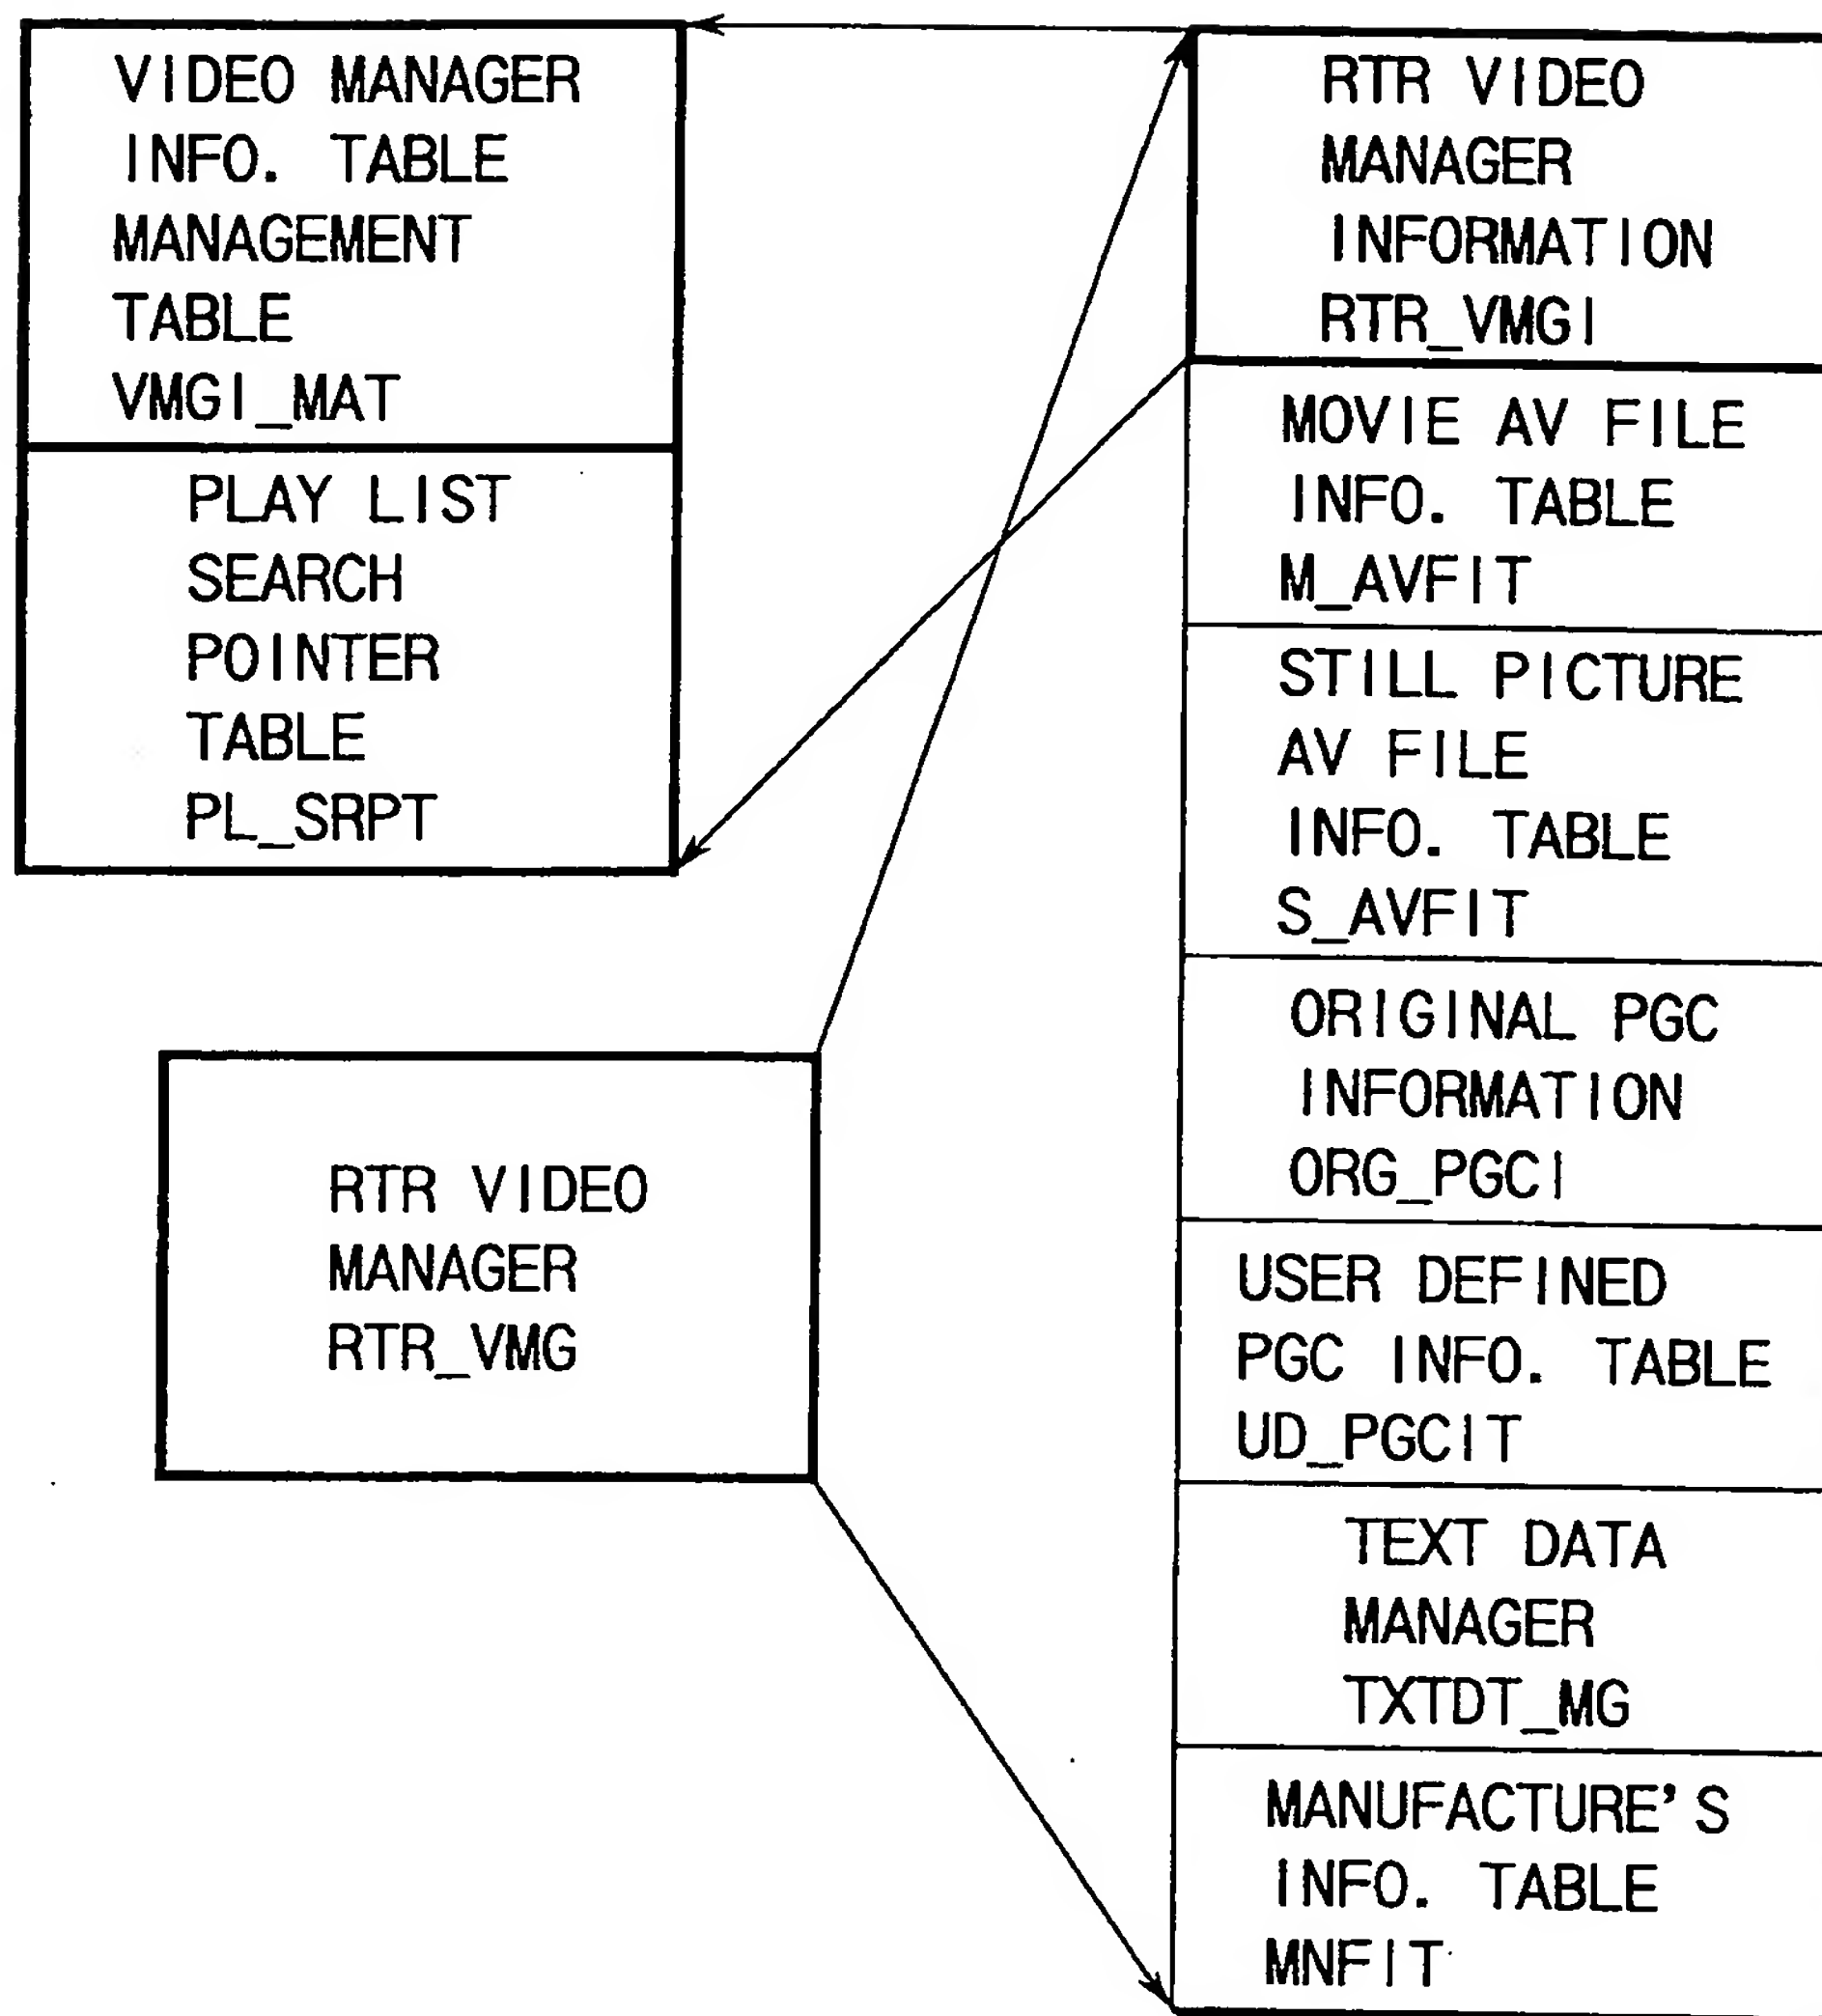 VIDEO MANAGER
INFO. TABLE
MANAGEMENT
TABLE
VMGI_MAT
PLAY LIST
SEARCH
POINTER
TABLE
PL_SRPT
RTR VIDEO
MANAGER
RTR_VMG
RTR VIDEO
MANAGER
INFORMATION
RTR_VMGI
MOVIE AV FILE
INFO. TABLE
M_AVFIT
STILL PICTURE
AV FILE
INFO. TABLE
S_AVFIT
ORIGINAL PGC
INFORMATION
ORG_PGCI
USER DEFINED
PGC INFO. TABLE
UD_PGCIT
TEXT DATA
MANAGER
TXTDT_MG
MANUFACTURE'S
INFO. TABLE
MNFIT